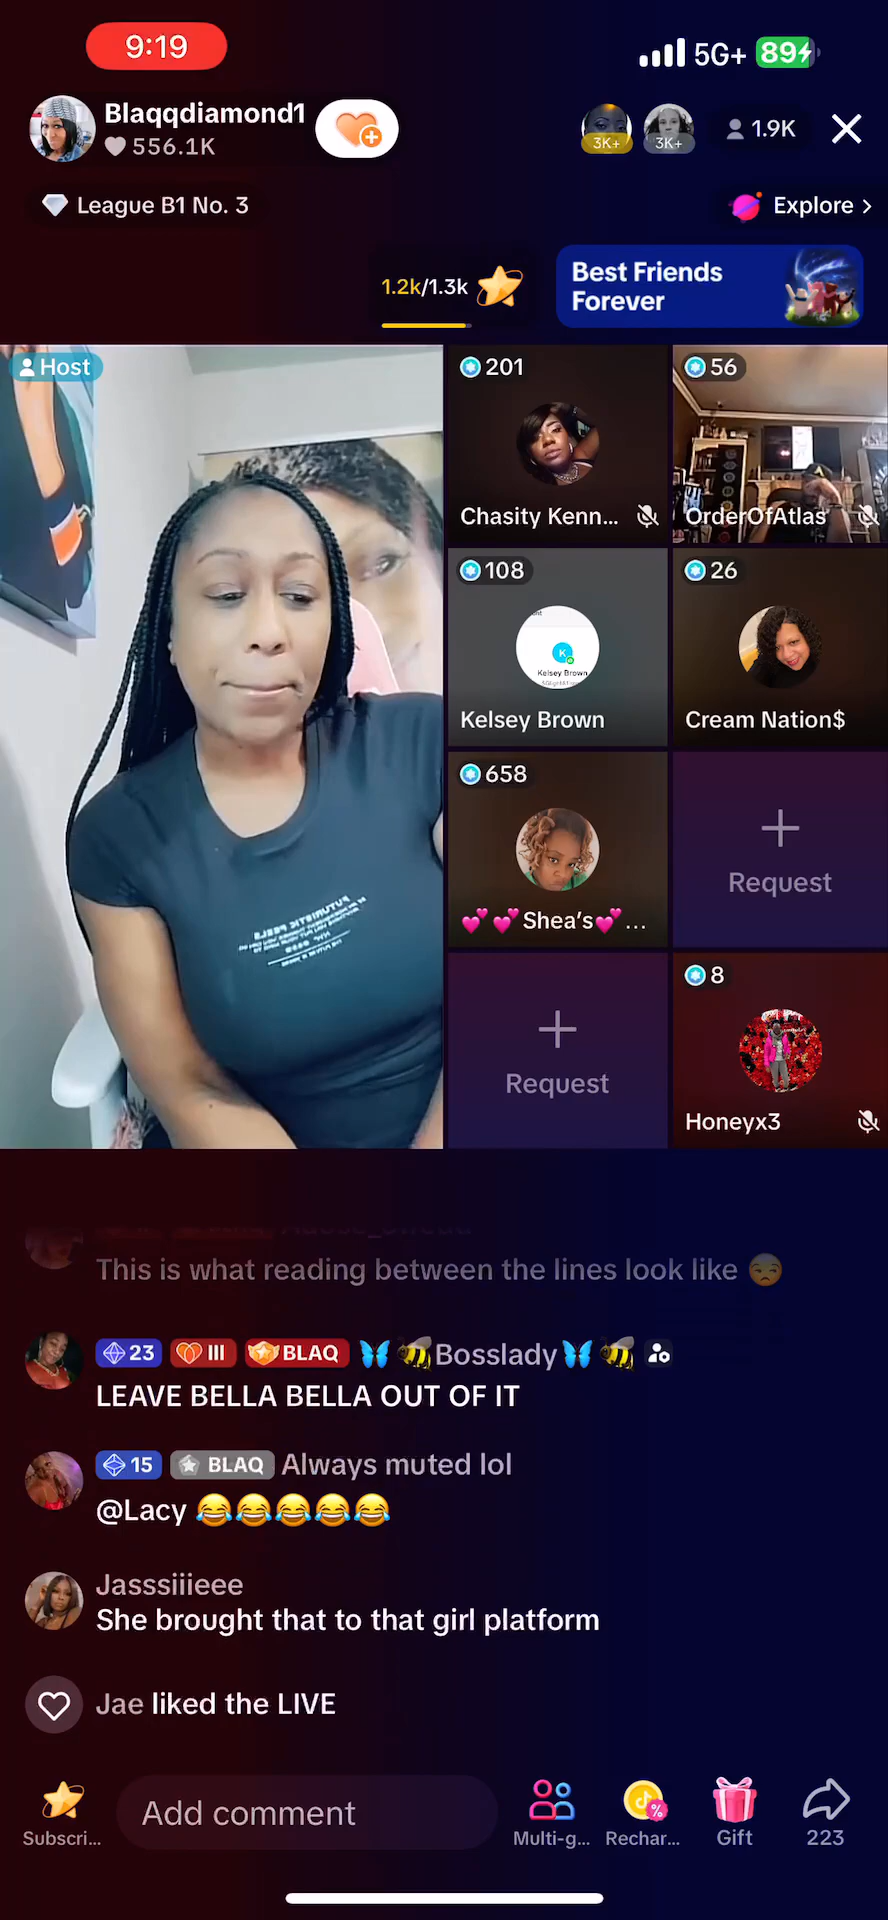 9:19
5G+ 89
Blaqqdiamond1
556.1K
3K+
3K+
1.9K
League B1 No. 3
Explore >
1.2k/1.3k
Best Friends
Forever
Host
201
Chasity Kenn...
56
OrderOfAtlas
108
K
Kelsey Brown
Kelsey Brown
26
Cream Nation$
658
💕💕Shea's💕...
+
Request
+
Request
8
Honeyx3
This is what reading between the lines look like 😒
23 III BLAQ 🦋🐝Bosslady🦋🐝
LEAVE BELLA BELLA OUT OF IT
15 BLAQ Always muted lol
@Lacy 😂😂😂😂😂
Jasssiiieeee
She brought that to that girl platform
Jae liked the LIVE
Subscri...
Add comment
Multi-g...
Rechar...
Gift
223